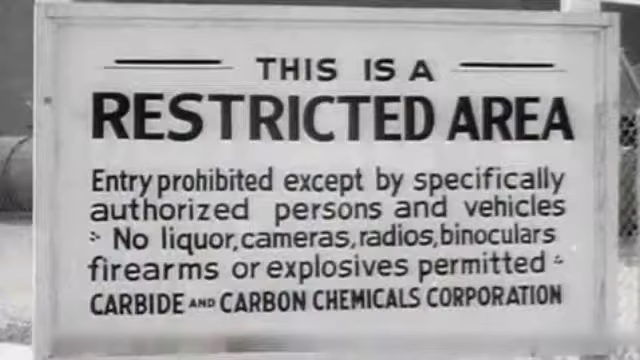 THIS IS A
RESTRICTED AREA
Entry prohibited except by specifically
authorized persons and vehicles
No liquor, cameras, radios, binoculars
firearms or explosives permitted
CARBIDE AND CARBON CHEMICALS CORPORATION